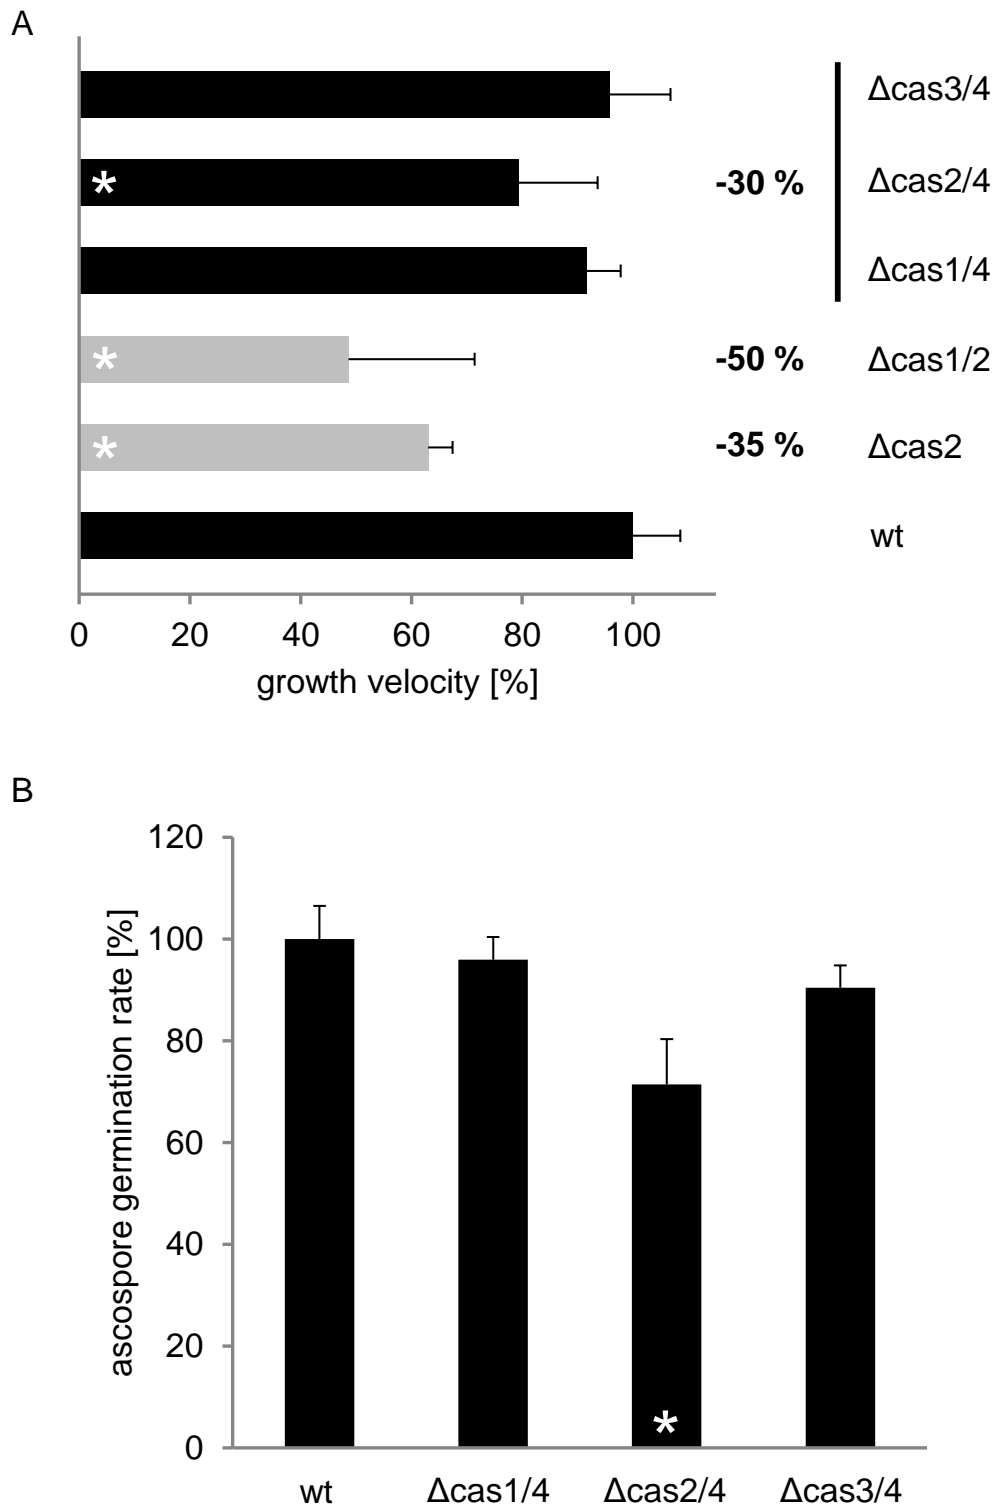 A
Δcas3/4
*
-30 %
Δcas2/4
Δcas1/4
*
-50 %
Δcas1/2
*
-35 %
Δcas2
wt
0 20 40 60 80 100
growth velocity [%]
B
ascospore germination rate [%]
120
100
80
60
40
20
0
*
wt Δcas1/4 Δcas2/4 Δcas3/4